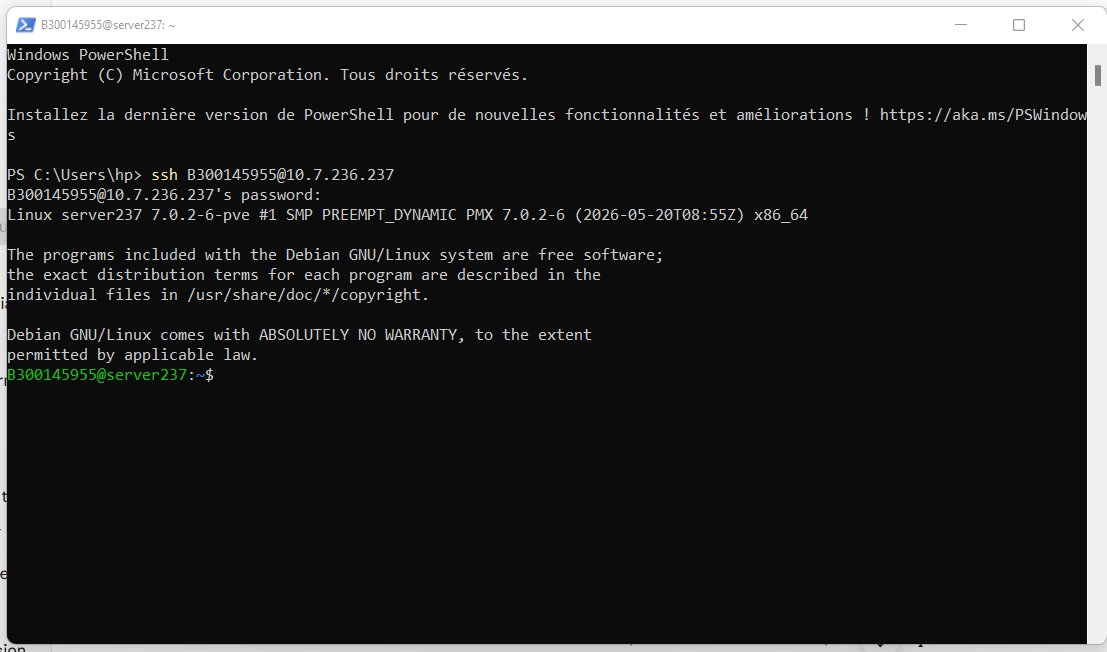 B300145955@server237: ~
Windows PowerShell
Copyright (C) Microsoft Corporation. Tous droits réservés.
Installez la dernière version de PowerShell pour de nouvelles fonctionnalités et améliorations ! https://aka.ms/PSWindow
s
PS C:\Users\hp> ssh B300145955@10.7.236.237
B300145955@10.7.236.237's password:
Linux server237 7.0.2-6-pve #1 SMP PREEMPT_DYNAMIC PMX 7.0.2-6 (2026-05-20T08:55Z) x86_64
The programs included with the Debian GNU/Linux system are free software;
the exact distribution terms for each program are described in the
individual files in /usr/share/doc/*/copyright.
Debian GNU/Linux comes with ABSOLUTELY NO WARRANTY, to the extent
permitted by applicable law.
B300145955@server237:~$